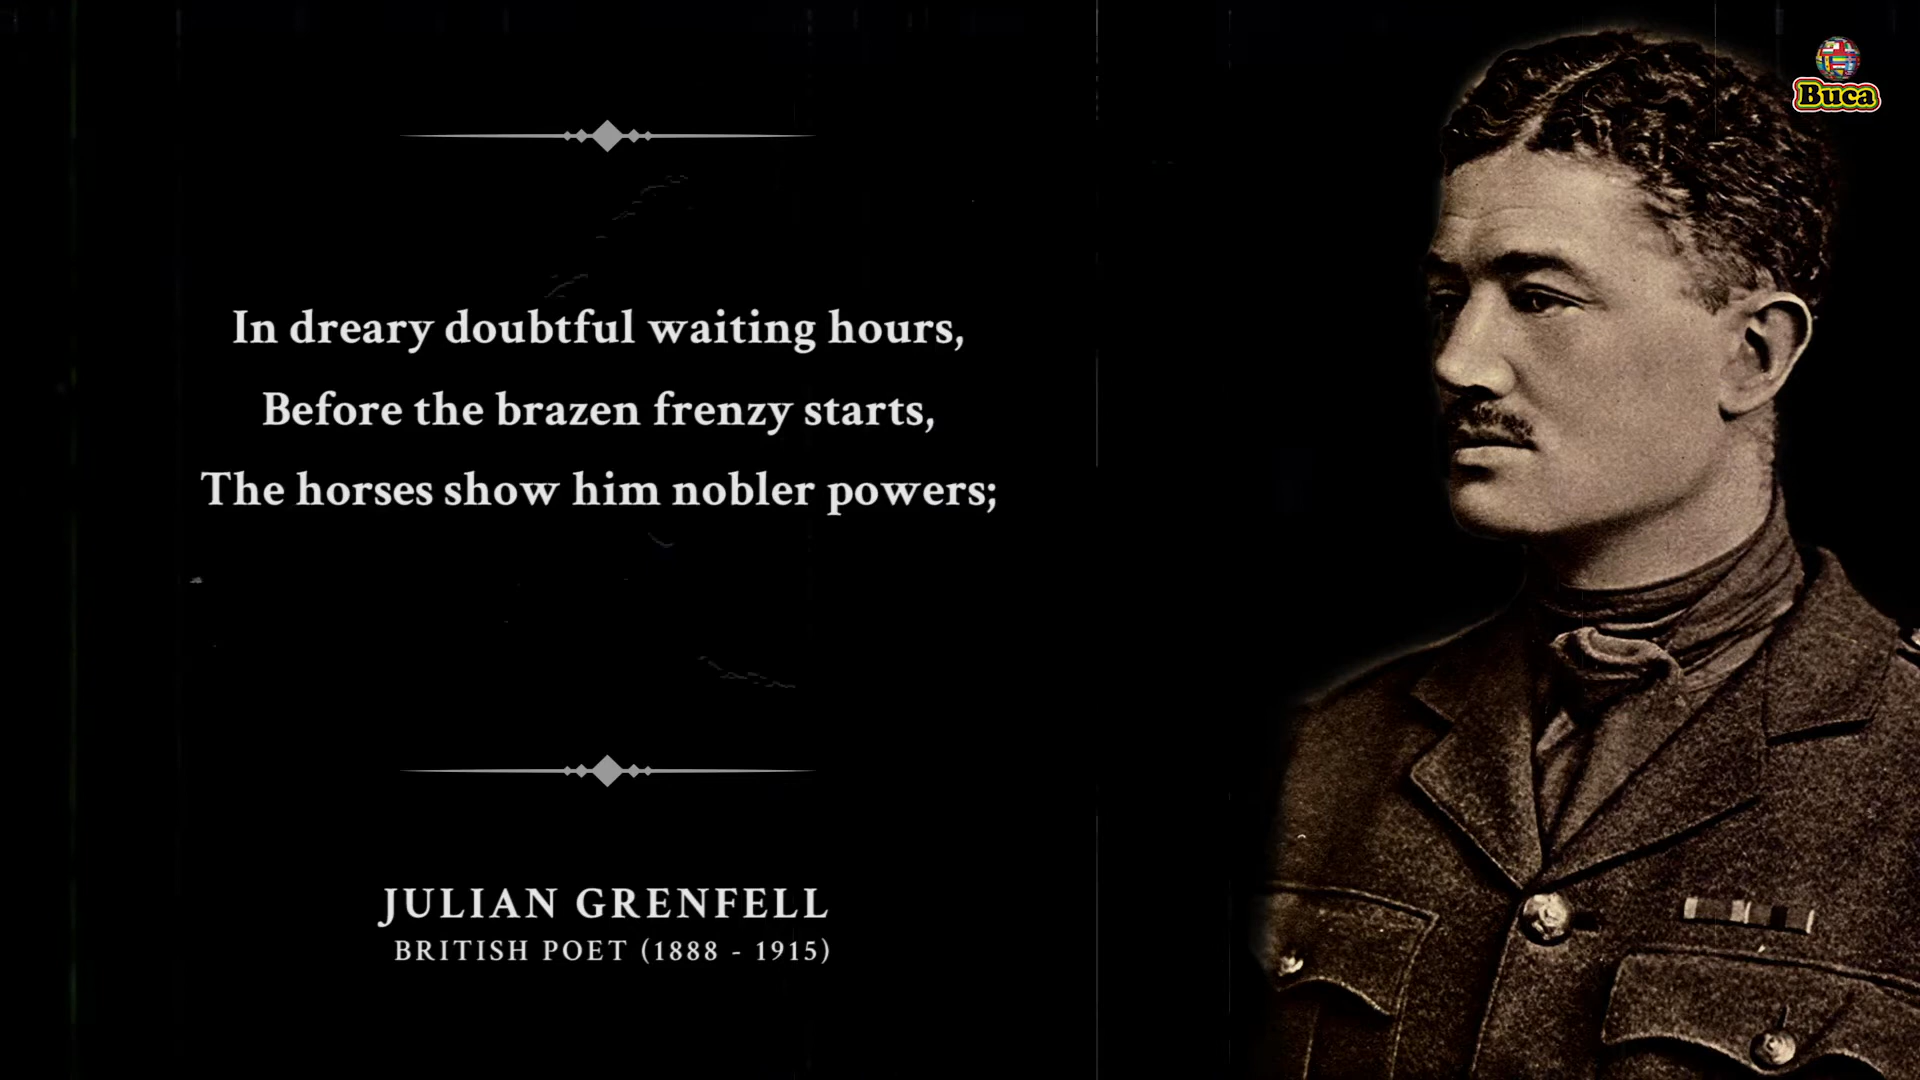 Buca
In dreary doubtful waiting hours,
Before the brazen frenzy starts,
The horses show him nobler powers;
JULIAN GRENFELL
BRITISH POET (1888 - 1915)